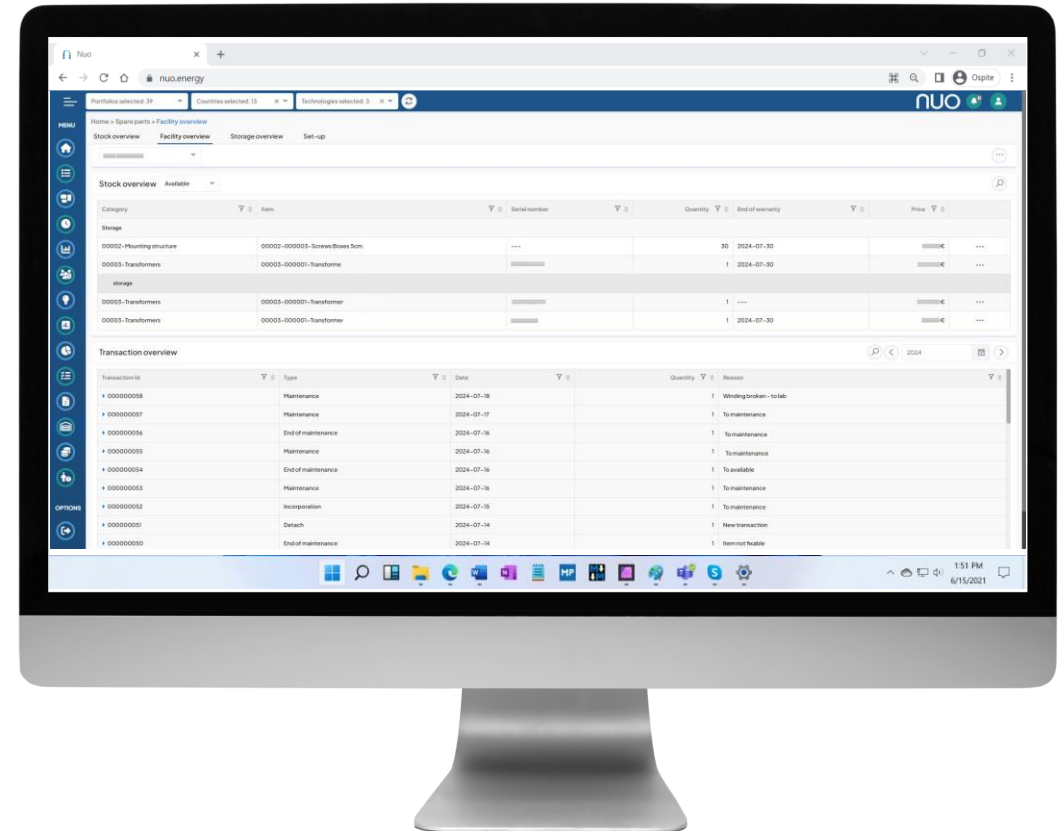 Nuo
nuo.energy
Ospite
Portfolios selected: 39 Countries selected: 13 Technologies selected: 3
nuo
MENU
Home > Spare parts > Facility overview
Stock overview Facility overview Storage overview Set-up
Stock overview Available
Category Item Serial number Quantity End of warranty Price
Storage
00002-Mounting structure 00002-000003-Screws Boxes 5cm --- 30 2024-07-30 € ...
00003-Transformers 00003-000001-Transforme 1 2024-07-30 € ...
storage
00003-Transformers 00003-000001-Transformer 1 --- € ...
00003-Transformers 00003-000001-Transformer 1 2024-07-30 € ...
Transaction overview 2024
Transaction Id Type Date Quantity Reason
000000058 Maintenance 2024-07-18 1 Winding broken - to lab
000000057 Maintenance 2024-07-17 1 To maintenance
000000056 End of maintenance 2024-07-16 1 To maintenance
000000055 Maintenance 2024-07-16 1 To maintenance
000000054 End of maintenance 2024-07-16 1 To available
000000053 Maintenance 2024-07-16 1 To maintenance
000000052 Incorporation 2024-07-15 1 To maintenance
OPTIONS
000000051 Detach 2024-07-14 1 New transaction
000000050 End of maintenance 2024-07-14 1 Item not fixable
W N MP S
1:51 PM
6/15/2021